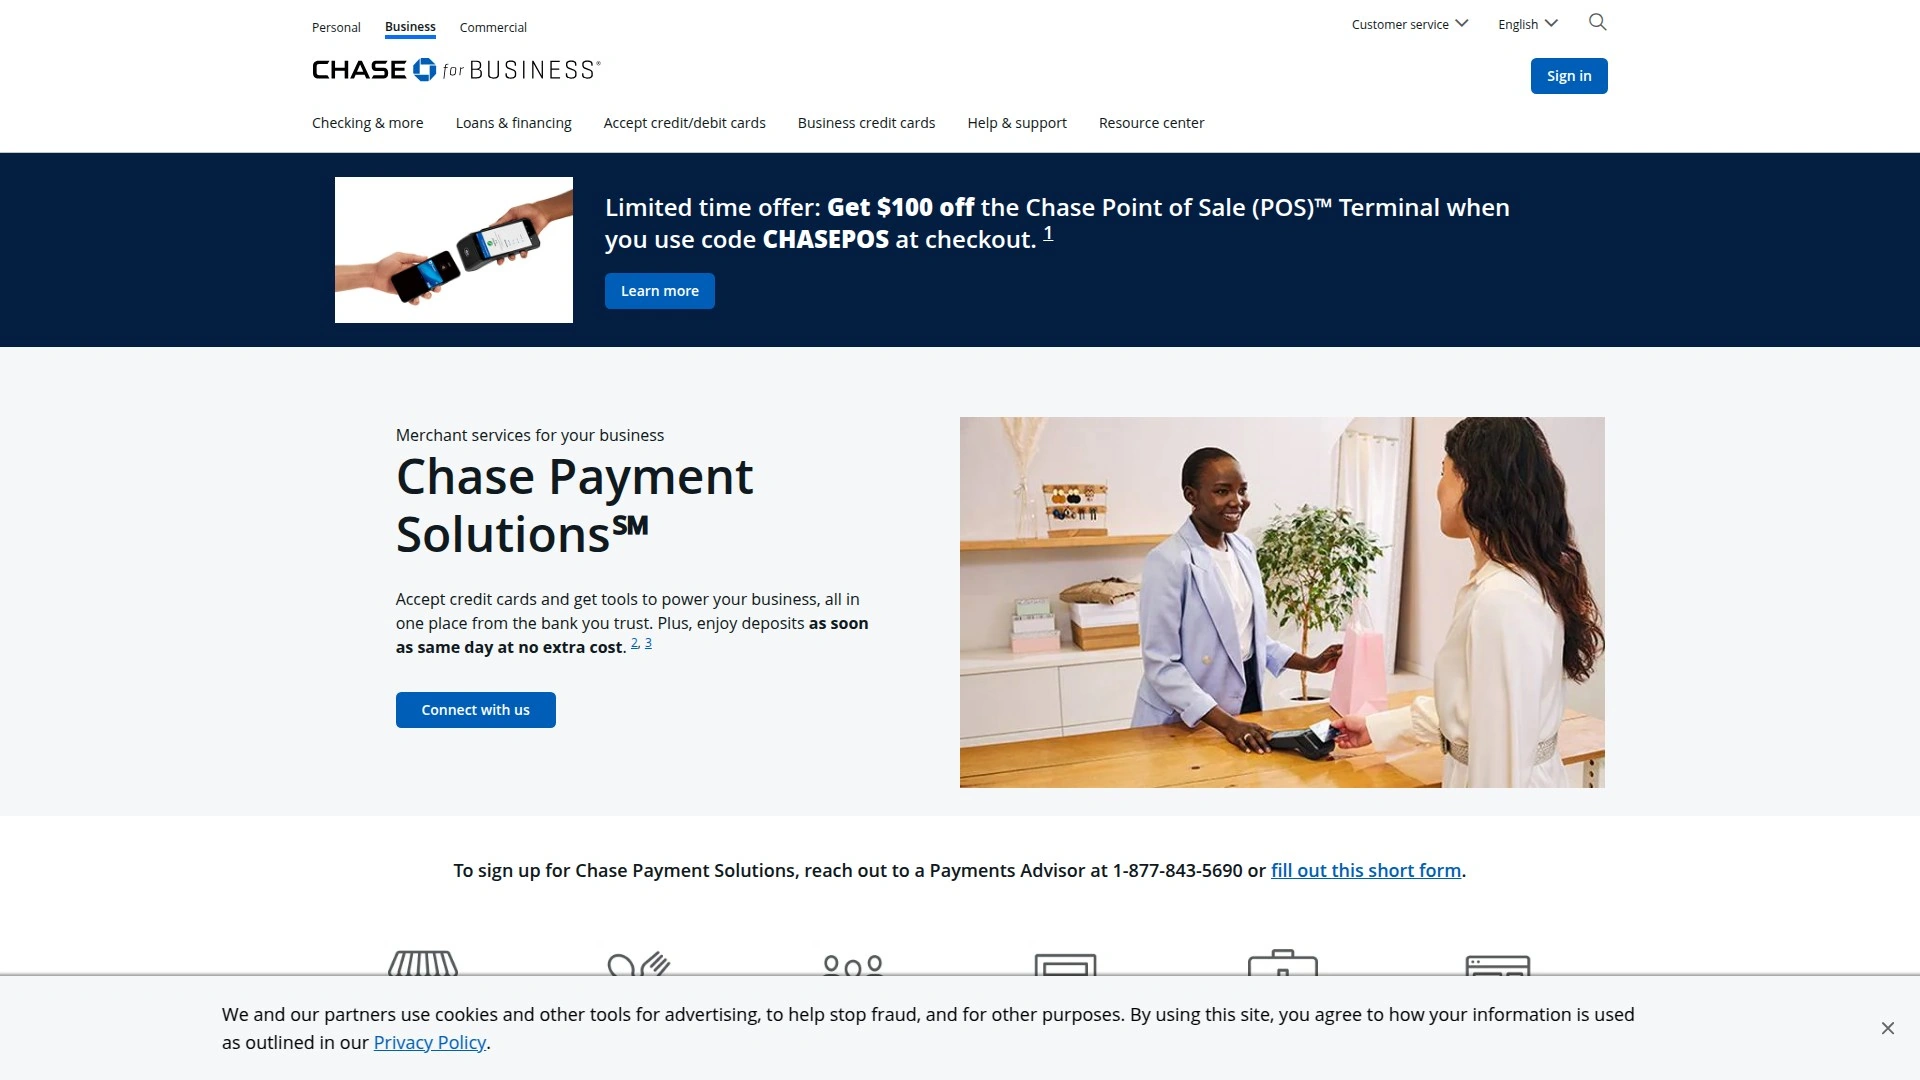 Personal
Business
Commercial
Customer service
English
CHASE for BUSINESS®
Sign in
Checking & more
Loans & financing
Accept credit/debit cards
Business credit cards
Help & support
Resource center
Limited time offer: Get $100 off the Chase Point of Sale (POS)™ Terminal when
you use code CHASEPOS at checkout. 1
Learn more
Merchant services for your business
Chase Payment
Solutions℠
Accept credit cards and get tools to power your business, all in
one place from the bank you trust. Plus, enjoy deposits as soon
as same day at no extra cost. 2, 3
Connect with us
To sign up for Chase Payment Solutions, reach out to a Payments Advisor at 1-877-843-5690 or fill out this short form.
We and our partners use cookies and other tools for advertising, to help stop fraud, and for other purposes. By using this site, you agree to how your information is used
as outlined in our Privacy Policy.